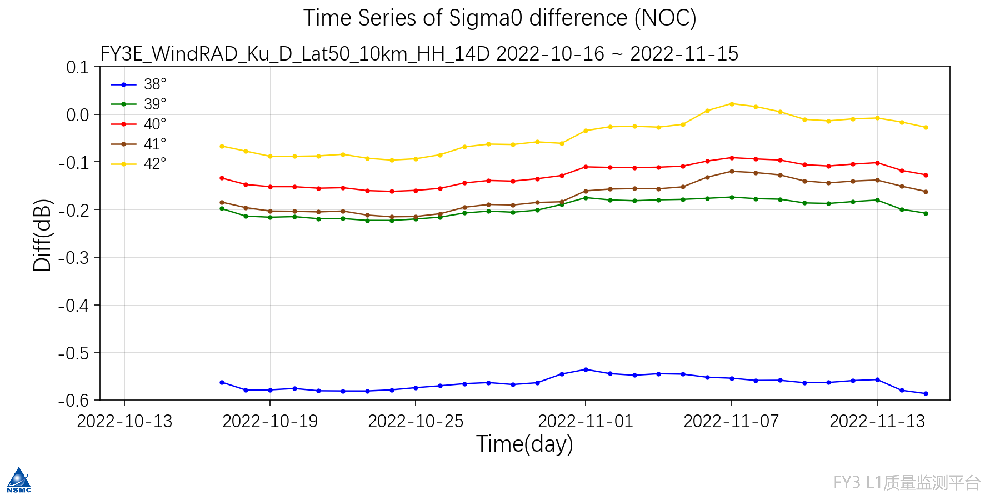 Time Series of Sigma0 difference (NOC)
FY3E_WindRAD_Ku_D_Lat50_10km_HH_14D 2022-10-16 ~ 2022-11-15
0.1
0.0
-0.1
-0.2
-0.3
-0.4
-0.5
-0.6
Diff(dB)
38°
39°
40°
41°
42°
2022-10-13 2022-10-19 2022-10-25 2022-11-01 2022-11-07 2022-11-13
Time(day)
NSMC
FY3 L1质量监测平台